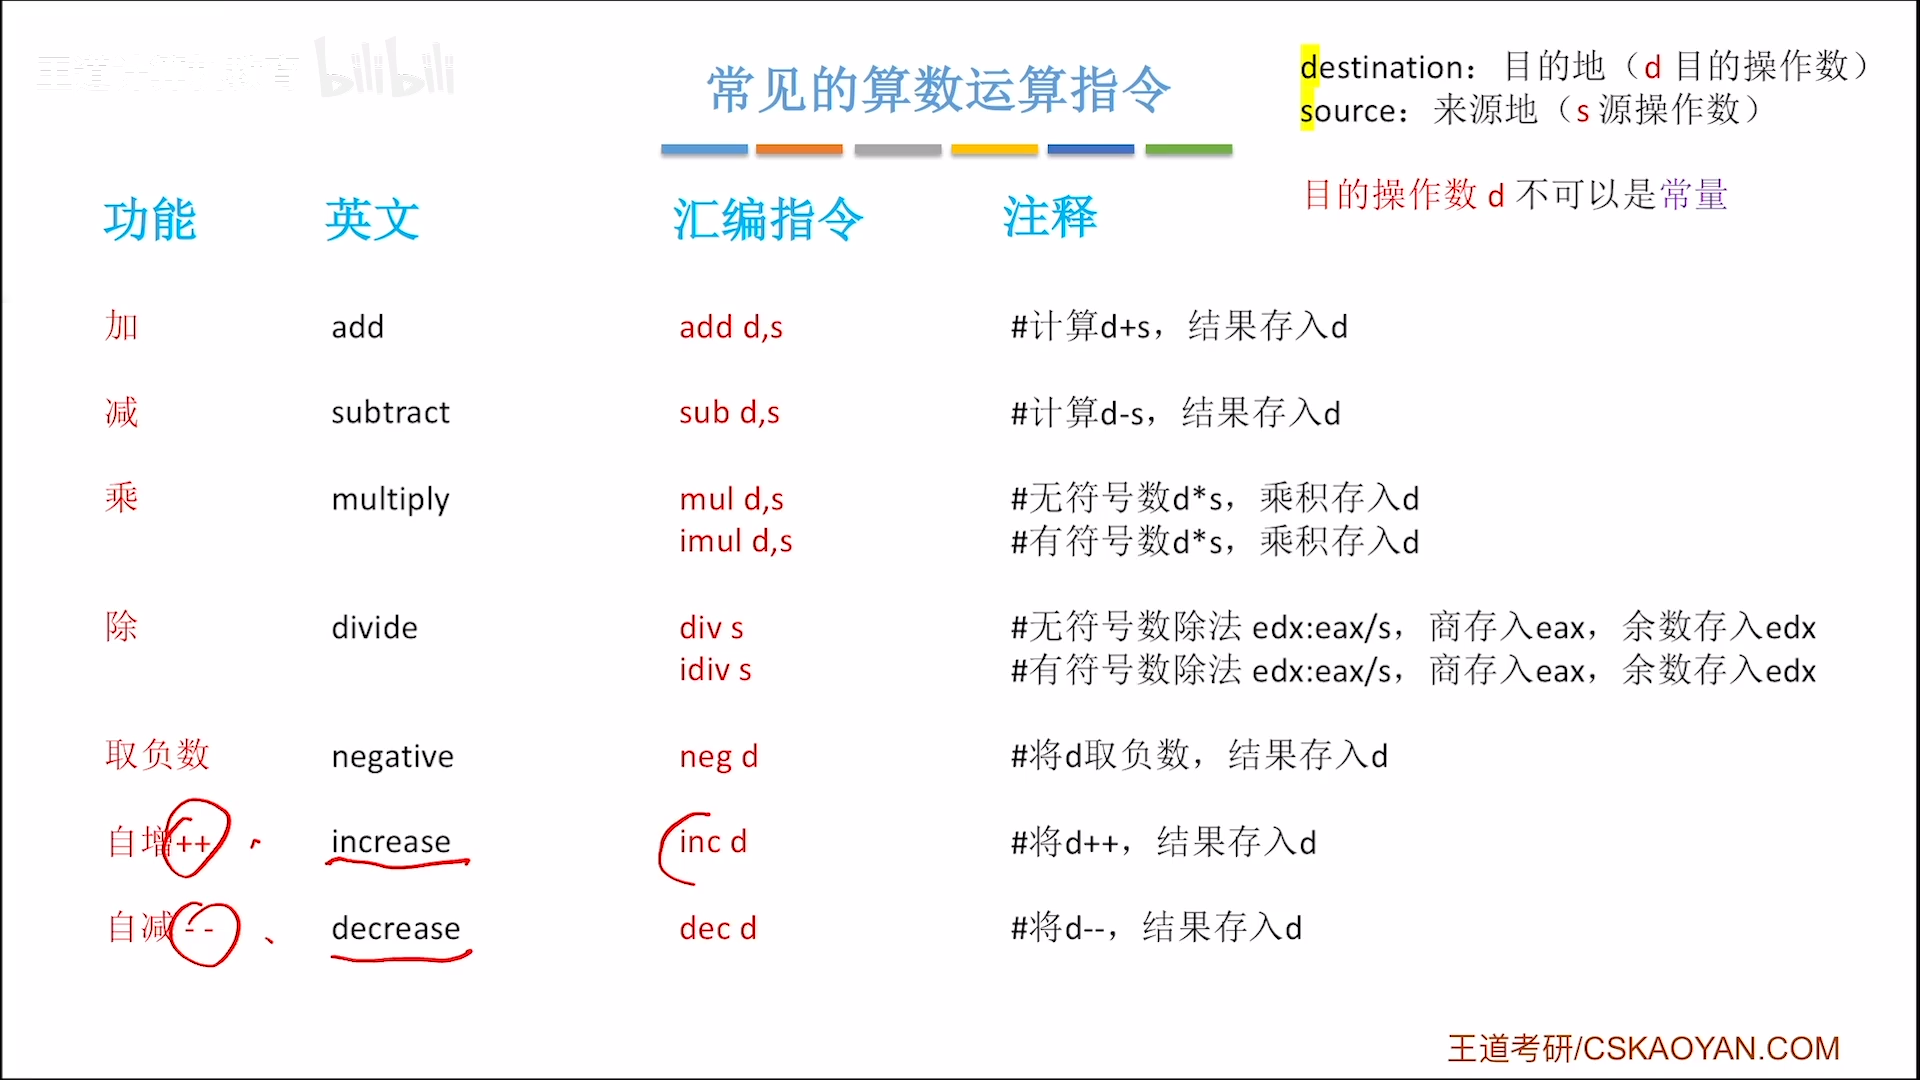 王道计算机教育 bilibili
常见的算数运算指令
destination：目的地（d 目的操作数）
source：来源地（s 源操作数）
目的操作数 d 不可以是常量
功能 英文 汇编指令 注释
加 add add d,s #计算d+s，结果存入d
减 subtract sub d,s #计算d-s，结果存入d
乘 multiply mul d,s #无符号数d*s，乘积存入d
imul d,s #有符号数d*s，乘积存入d
除 divide div s #无符号数除法 edx:eax/s，商存入eax，余数存入edx
idiv s #有符号数除法 edx:eax/s，商存入eax，余数存入edx
取负数 negative neg d #将d取负数，结果存入d
自增++ increase inc d #将d++，结果存入d
自减-- decrease dec d #将d--，结果存入d
王道考研/CSKAOYAN.COM